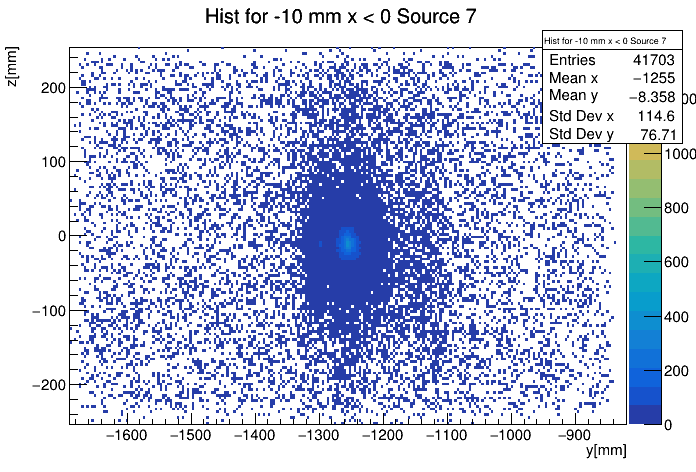 Hist for -10 mm x < 0 Source 7
Hist for -10 mm x < 0 Source 7
Entries 41703
Mean x −1255
Mean y −8.358
Std Dev x 114.6
Std Dev y 76.71
z[mm]
200
100
0
−100
−200
−1600 −1500 −1400 −1300 −1200 −1100 −1000 −900
y[mm]
1000
800
600
400
200
0